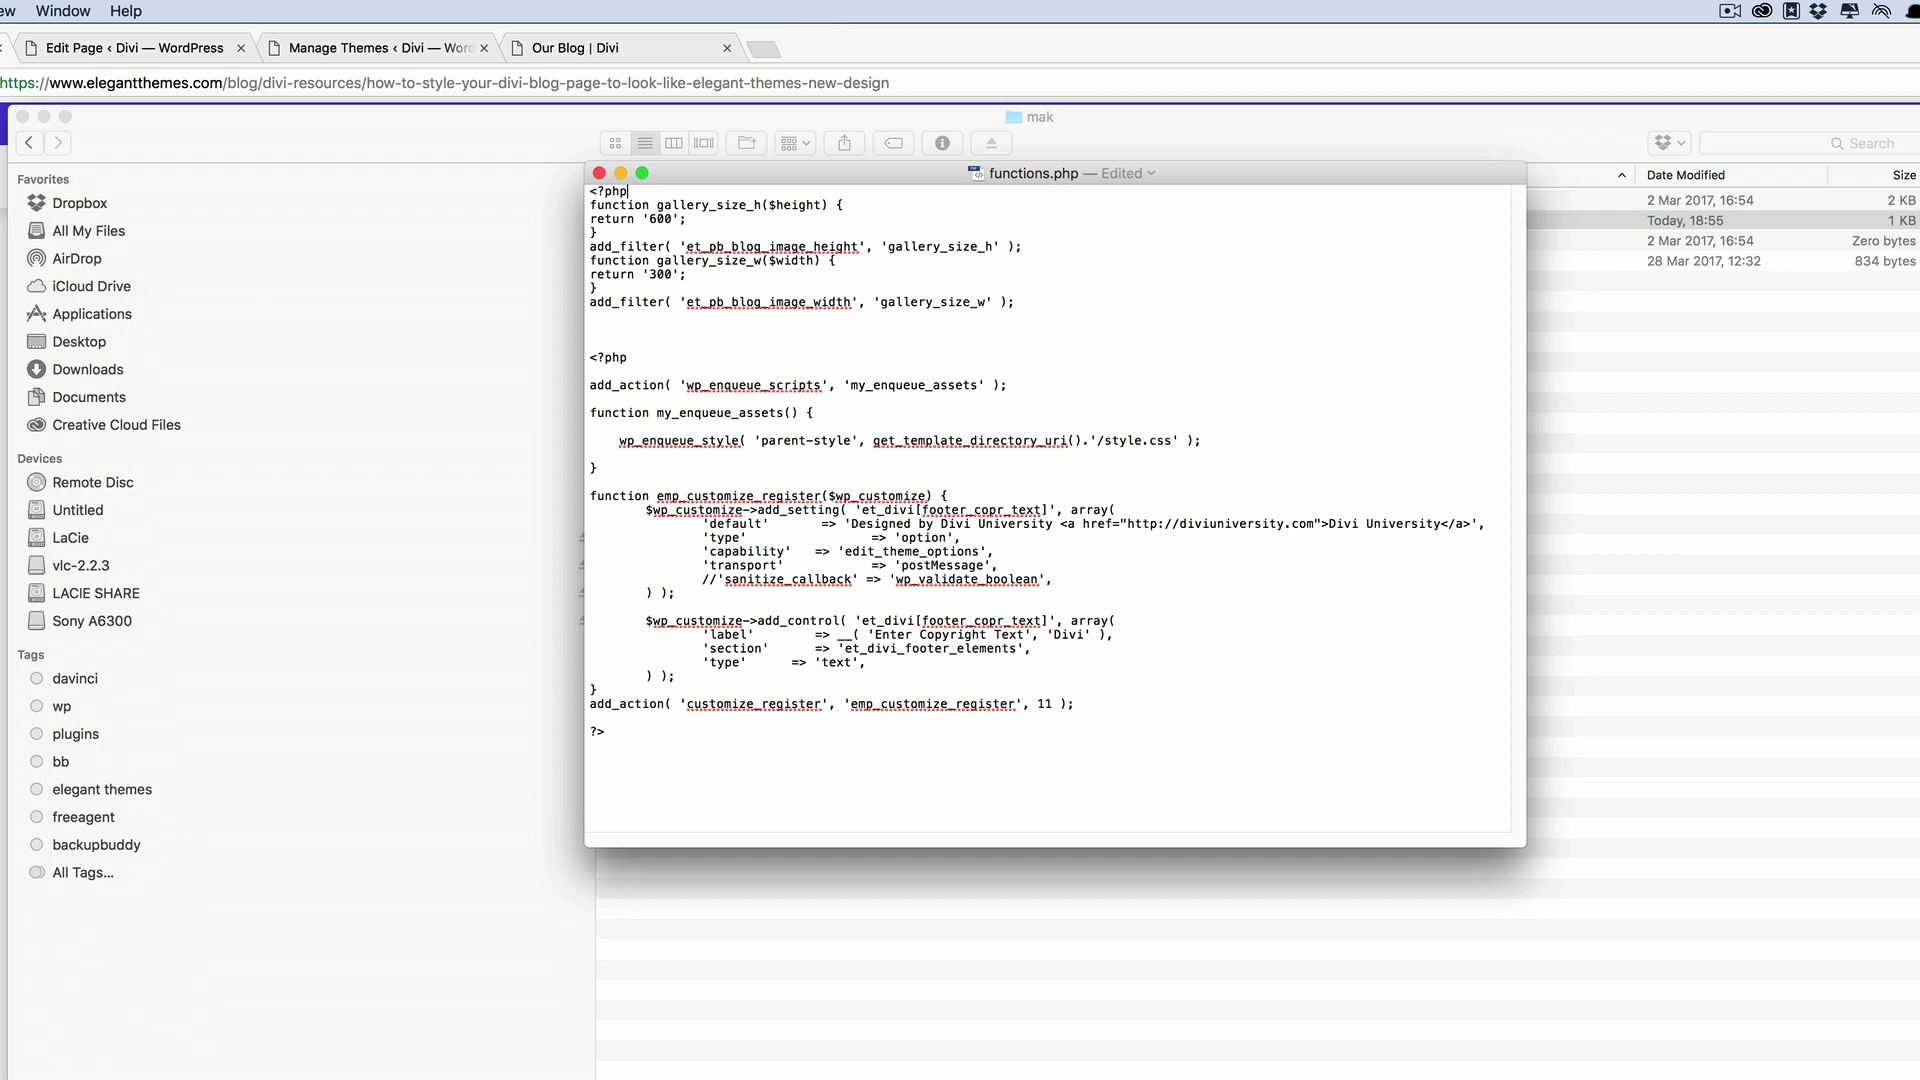 ew Window Help
Edit Page ‹ Divi — WordPress
Manage Themes ‹ Divi — Word
Our Blog | Divi
https://www.elegantthemes.com/blog/divi-resources/how-to-style-your-divi-blog-page-to-look-like-elegant-themes-new-design
mak
Search
Favorites
Dropbox
All My Files
AirDrop
iCloud Drive
Applications
Desktop
Downloads
Documents
Creative Cloud Files
Devices
Remote Disc
Untitled
LaCie
vlc-2.2.3
LACIE SHARE
Sony A6300
Tags
davinci
wp
plugins
bb
elegant themes
freeagent
backupbuddy
All Tags...
functions.php — Edited
<?php
function gallery_size_h($height) {
return '600';
}
add_filter( 'et_pb_blog_image_height', 'gallery_size_h' );
function gallery_size_w($width) {
return '300';
}
add_filter( 'et_pb_blog_image_width', 'gallery_size_w' );
<?php
add_action( 'wp_enqueue_scripts', 'my_enqueue_assets' );
function my_enqueue_assets() {
wp_enqueue_style( 'parent-style', get_template_directory_uri().'/style.css' );
}
function emp_customize_register($wp_customize) {
$wp_customize->add_setting( 'et_divi[footer_copr_text]', array(
'default' => 'Designed by Divi University <a href="http://diviuniversity.com">Divi University</a>',
'type' => 'option',
'capability' => 'edit_theme_options',
'transport' => 'postMessage',
//'sanitize_callback' => 'wp_validate_boolean',
) );
$wp_customize->add_control( 'et_divi[footer_copr_text]', array(
'label' => __( 'Enter Copyright Text', 'Divi' ),
'section' => 'et_divi_footer_elements',
'type' => 'text',
) );
}
add_action( 'customize_register', 'emp_customize_register', 11 );
?>
Date Modified Size
2 Mar 2017, 16:54 2 KB
Today, 18:55 1 KB
2 Mar 2017, 16:54 Zero bytes
28 Mar 2017, 12:32 834 bytes